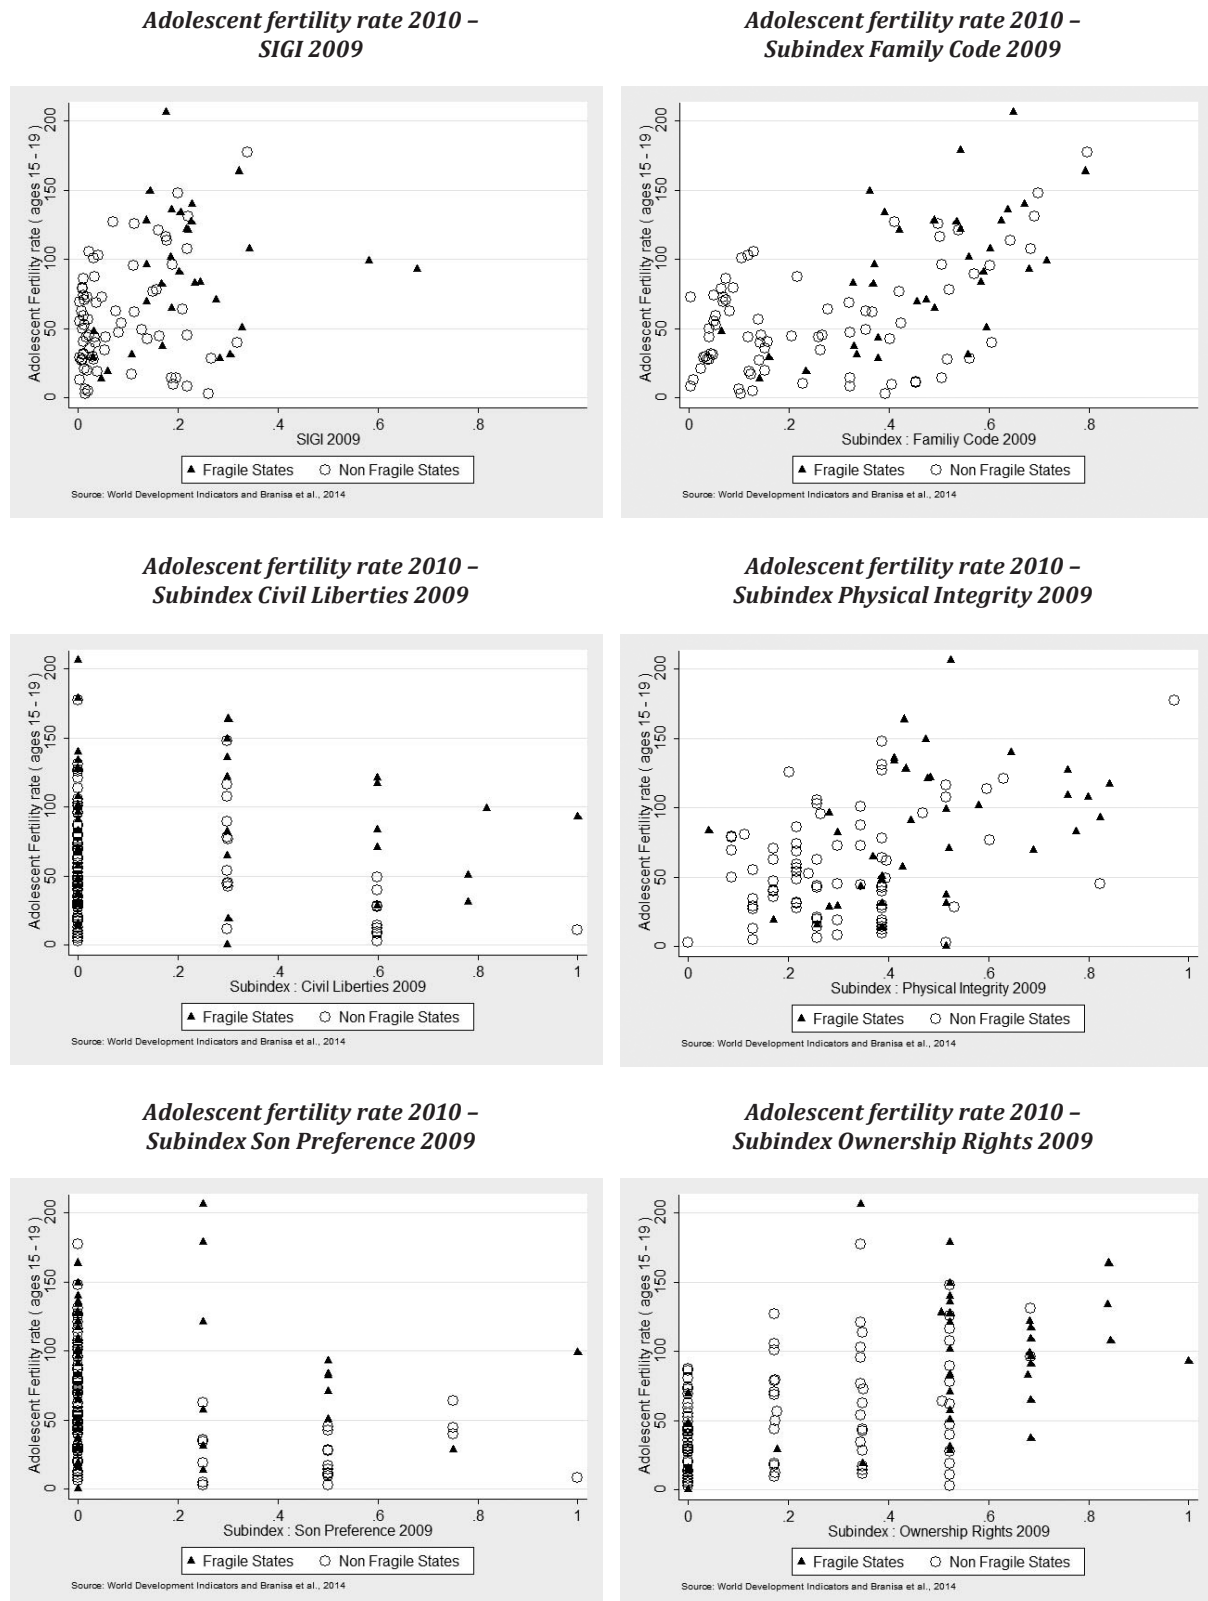 Adolescent fertility rate 2010 –
SIGI 2009
Adolescent Fertility rate ( ages 15 - 19 )
0
50
100
150
200
0
.2
.4
.6
.8
SIGI 2009
Fragile States
Non Fragile States
Source: World Development Indicators and Branisa et al., 2014
Adolescent fertility rate 2010 –
Subindex Family Code 2009
Adolescent Fertility rate ( ages 15 - 19 )
0
50
100
150
200
0
.2
.4
.6
.8
Subindex : Familiy Code 2009
Fragile States
Non Fragile States
Source: World Development Indicators and Branisa et al., 2014
Adolescent fertility rate 2010 –
Subindex Civil Liberties 2009
Adolescent Fertility rate ( ages 15 - 19 )
0
50
100
150
200
0
.2
.4
.6
.8
1
Subindex : Civil Liberties 2009
Fragile States
Non Fragile States
Source: World Development Indicators and Branisa et al., 2014
Adolescent fertility rate 2010 –
Subindex Physical Integrity 2009
Adolescent Fertility rate ( ages 15 - 19 )
0
50
100
150
200
0
.2
.4
.6
.8
1
Subindex : Physical Integrity 2009
Fragile States
Non Fragile States
Source: World Development Indicators and Branisa et al., 2014
Adolescent fertility rate 2010 –
Subindex Son Preference 2009
Adolescent Fertility rate ( ages 15 - 19 )
0
50
100
150
200
0
.2
.4
.6
.8
1
Subindex : Son Preference 2009
Fragile States
Non Fragile States
Source: World Development Indicators and Branisa et al., 2014
Adolescent fertility rate 2010 –
Subindex Ownership Rights 2009
Adolescent Fertility rate ( ages 15 - 19 )
0
50
100
150
200
0
.2
.4
.6
.8
1
Subindex : Ownership Rights 2009
Fragile States
Non Fragile States
Source: World Development Indicators and Branisa et al., 2014